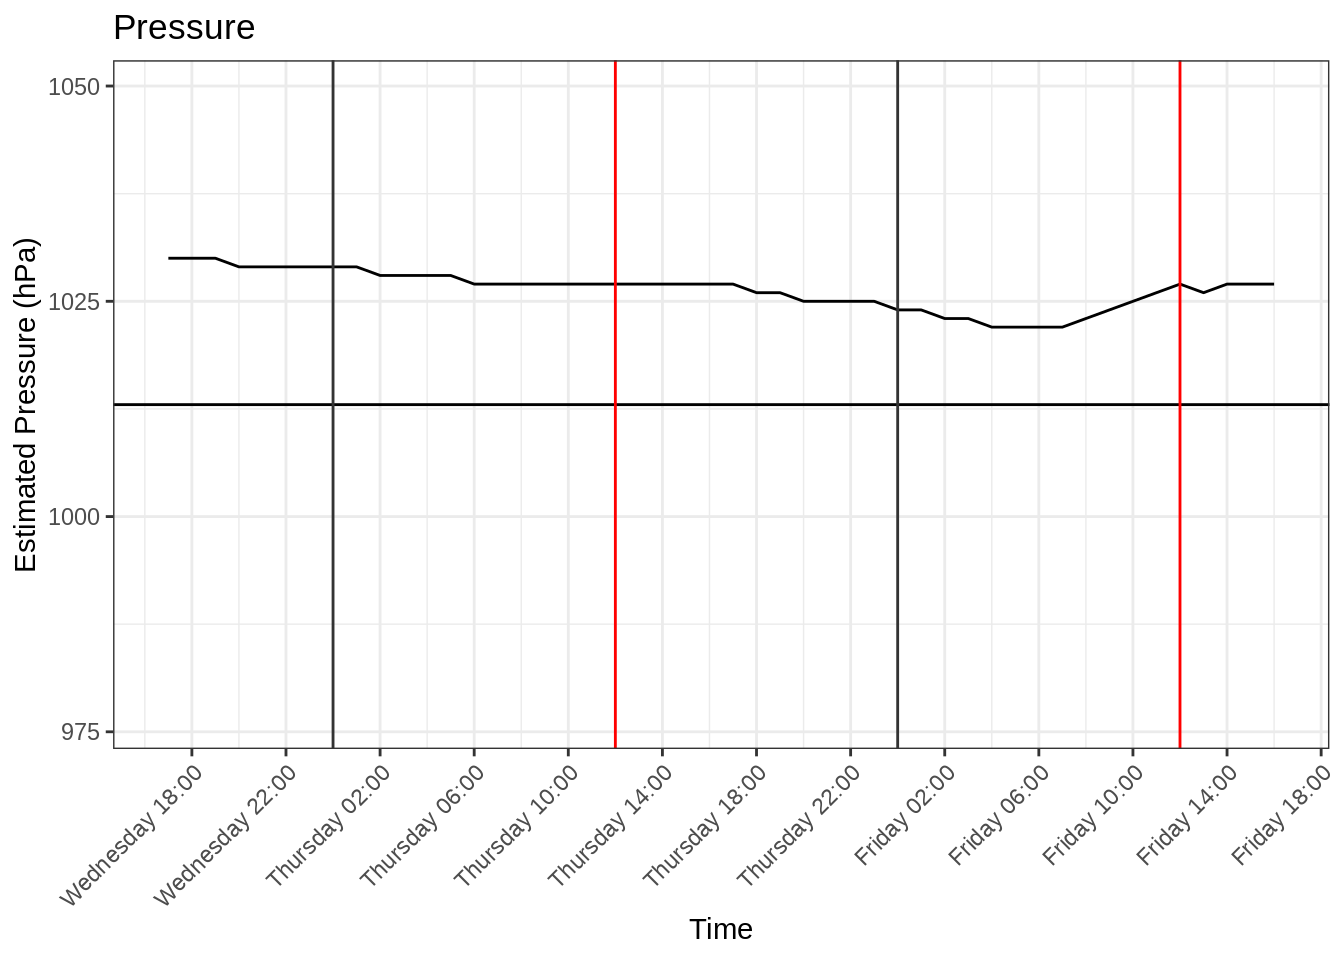 Pressure
Estimated Pressure (hPa)
1050
1025
1000
975
Wednesday 18:00
Wednesday 22:00
Thursday 02:00
Thursday 06:00
Thursday 10:00
Thursday 14:00
Thursday 18:00
Thursday 22:00
Friday 02:00
Friday 06:00
Friday 10:00
Friday 14:00
Friday 18:00
Time